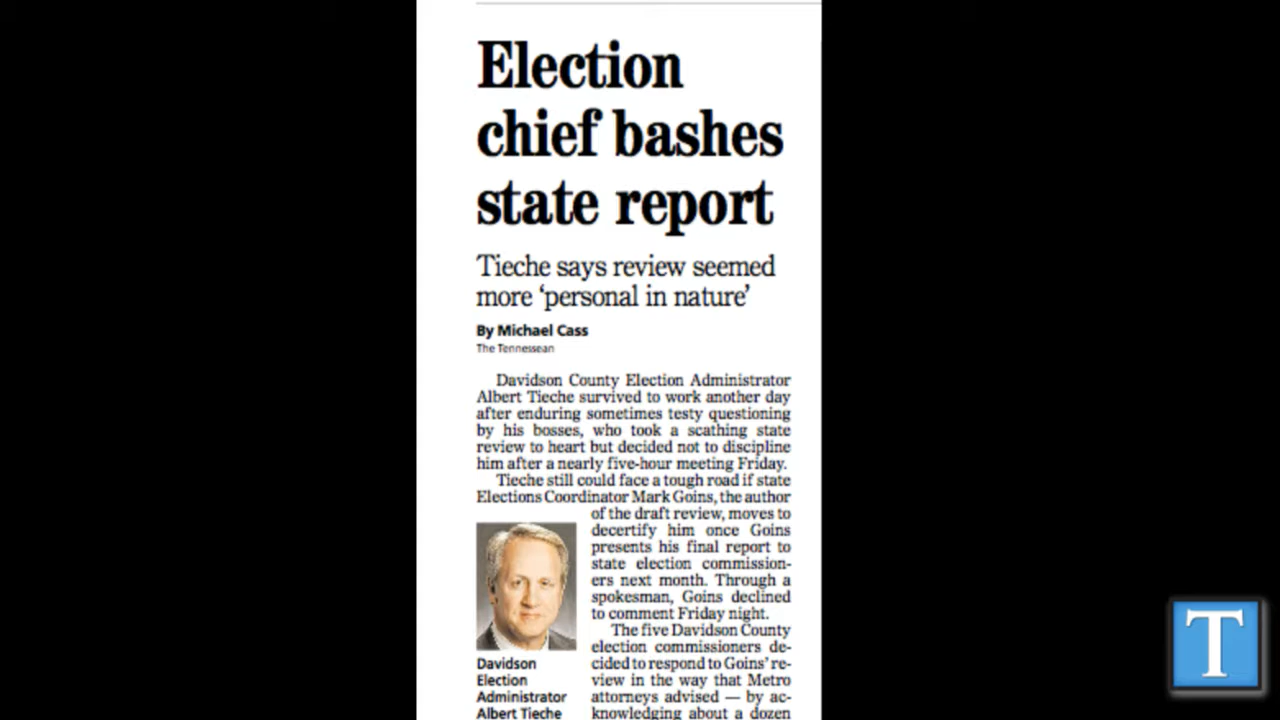 Election
chief bashes
state report
Tieche says review seemed
more ‘personal in nature’
By Michael Cass
The Tennessean
Davidson County Election Administrator
Albert Tieche survived to work another day
after enduring sometimes testy questioning
by his bosses, who took a scathing state
review to heart but decided not to discipline
him after a nearly five-hour meeting Friday.
Tieche still could face a tough road if state
Elections Coordinator Mark Goins, the author
of the draft review, moves to
decertify him once Goins
presents his final report to
state election commission-
ers next month. Through a
spokesman, Goins declined
to comment Friday night.
The five Davidson County
election commissioners de-
cided to respond to Goins’ re-
view in the way that Metro
attorneys advised — by ac-
knowledging about a dozen
Davidson
Election
Administrator
Albert Tieche
T